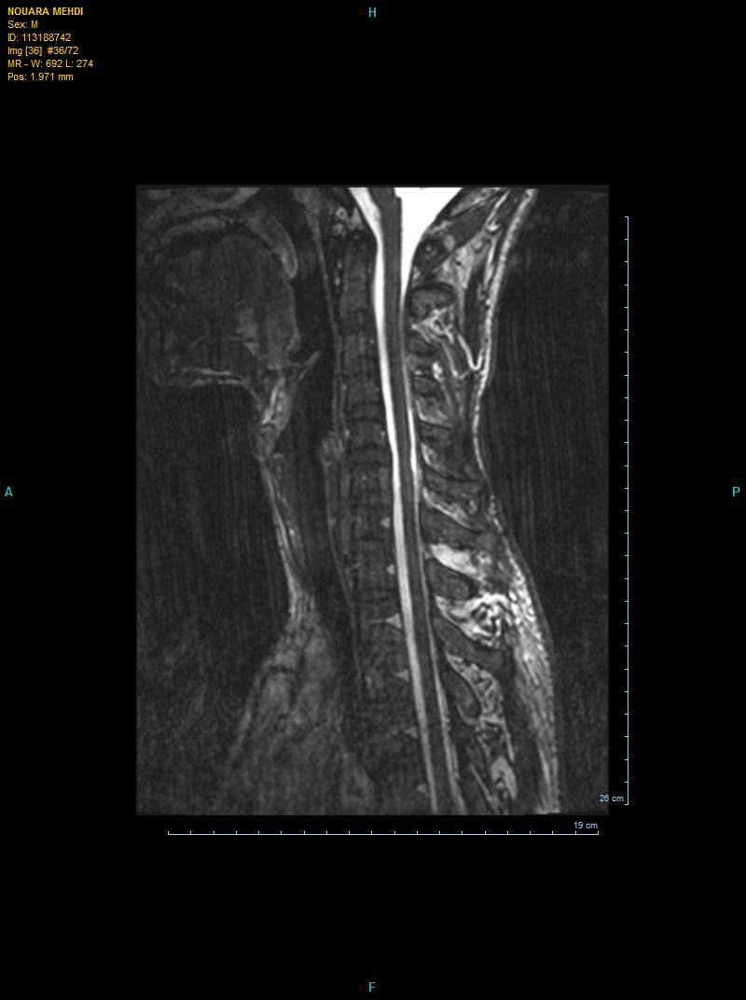 NOUARA MEHDI
Sex: M
ID: 113188742
Img [36] #36/72
MR - W: 692 L: 274
Pos: 1.971 mm
H
A
P
26 cm
19 cm
F